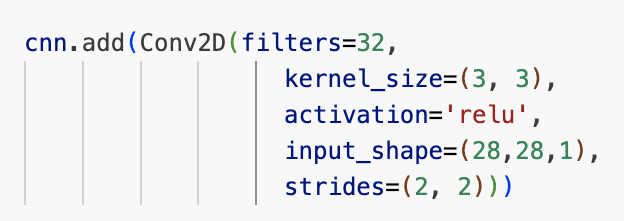 cnn.add(Conv2D(filters=32,
kernel_size=(3, 3),
activation='relu',
input_shape=(28,28,1),
strides=(2, 2)))